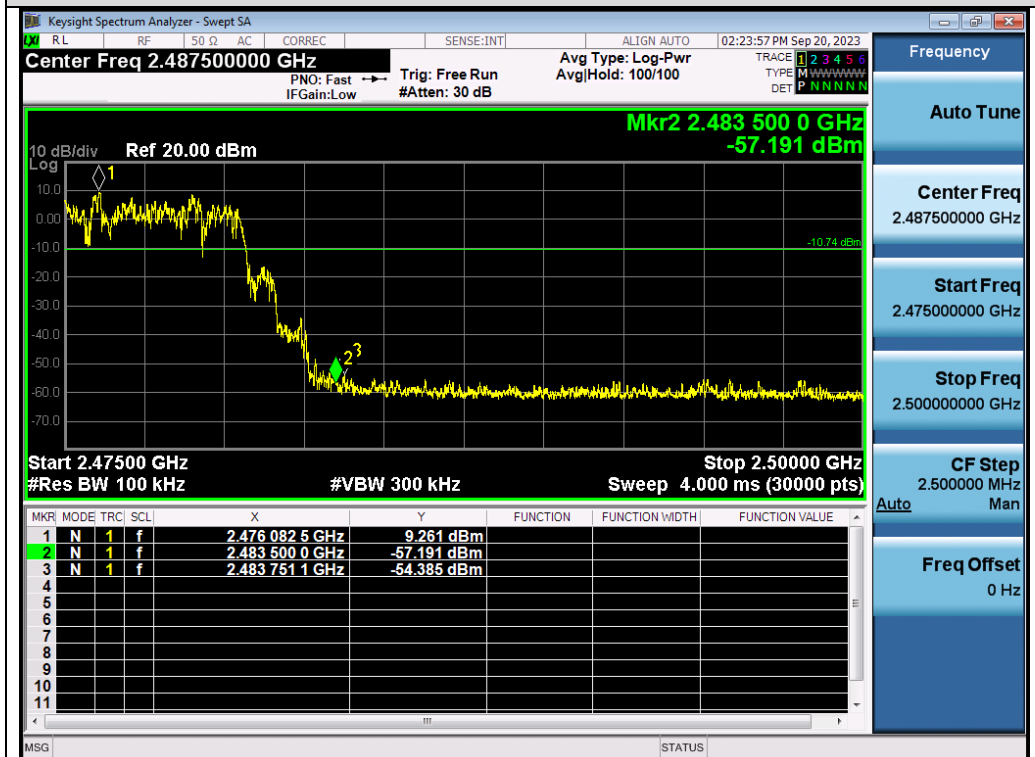 Keysight Spectrum Analyzer - Swept SA
LXI RL RF 50 Ω AC CORREC SENSE:INT ALIGN AUTO 02:23:57 PM Sep 20, 2023
Center Freq 2.487500000 GHz
PNO: Fast
IFGain:Low
Trig: Free Run
#Atten: 30 dB
Avg Type: Log-Pwr
Avg|Hold: 100/100
TRACE 1 2 3 4 5 6
TYPE M WWWWW
DET P N N N N N
Mkr2 2.483 500 0 GHz
-57.191 dBm
10 dB/div Ref 20.00 dBm
Log
1
10.0
0.00
-10.0
-10.74 dBm
-20.0
-30.0
-40.0
-50.0
2 3
-60.0
-70.0
Start 2.47500 GHz Stop 2.50000 GHz
#Res BW 100 kHz #VBW 300 kHz Sweep 4.000 ms (30000 pts)
MKR MODE TRC SCL X Y FUNCTION FUNCTION WIDTH FUNCTION VALUE
1 N 1 f 2.476 082 5 GHz 9.261 dBm
2 N 1 f 2.483 500 0 GHz -57.191 dBm
3 N 1 f 2.483 751 1 GHz -54.385 dBm
4
5
6
7
8
9
10
11
MSG STATUS
Frequency
Auto Tune
Center Freq
2.487500000 GHz
Start Freq
2.475000000 GHz
Stop Freq
2.500000000 GHz
CF Step
2.500000 MHz
Auto Man
Freq Offset
0 Hz